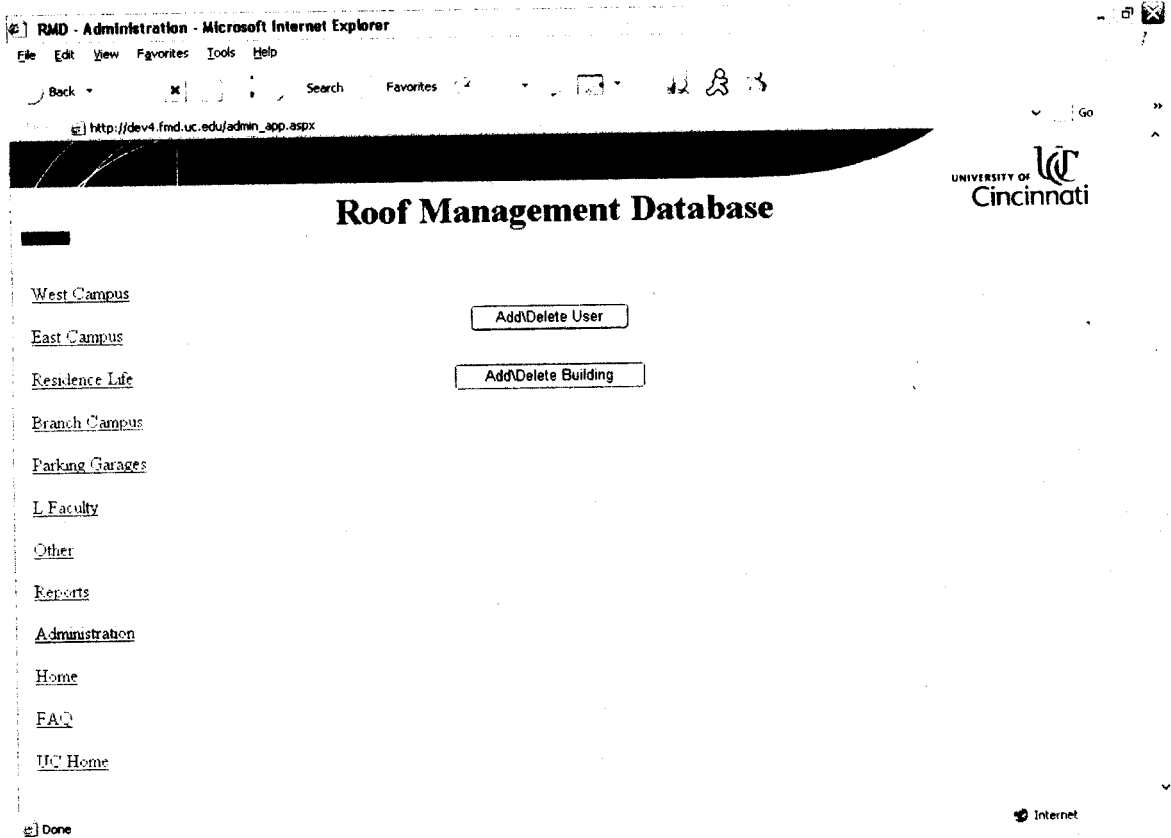 RMD - Administration - Microsoft Internet Explorer
File Edit View Favorites Tools Help
Back Search Favorites
http://dev4.fmd.uc.edu/admin_app.aspx Go
UNIVERSITY OF UC
Cincinnati
Roof Management Database
West Campus
East Campus
Residence Life
Branch Campus
Parking Garages
L Faculty
Other
Reports
Administration
Home
FAQ
UC Home
Add\Delete User
Add\Delete Building
Done Internet